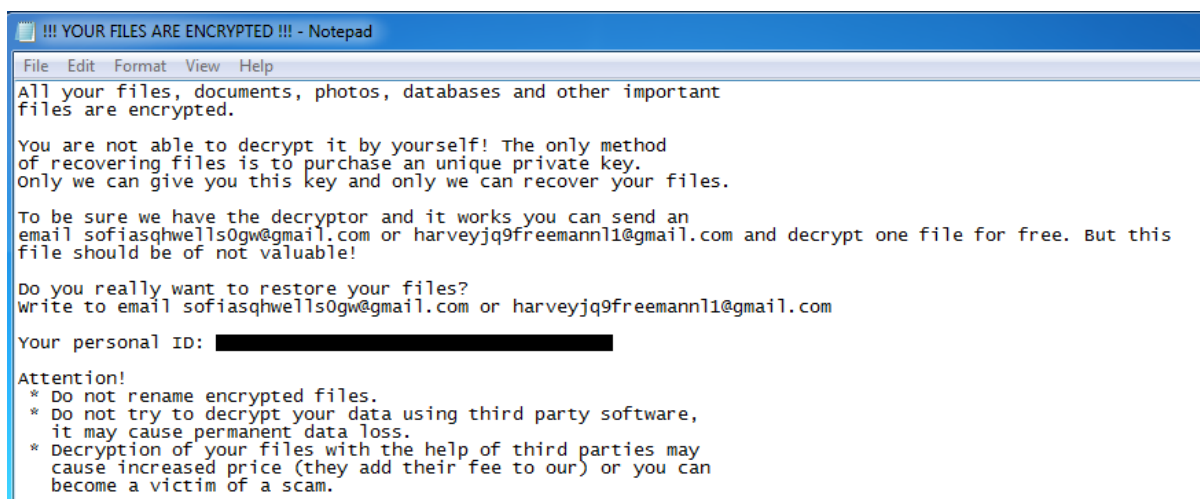 !!! YOUR FILES ARE ENCRYPTED !!! - Notepad
File Edit Format View Help
All your files, documents, photos, databases and other important
files are encrypted.
You are not able to decrypt it by yourself! The only method
of recovering files is to purchase an unique private key.
Only we can give you this key and only we can recover your files.
To be sure we have the decryptor and it works you can send an
email sofiasqhwells0gw@gmail.com or harveyjq9freemannl1@gmail.com and decrypt one file for free. But this
file should be of not valuable!
Do you really want to restore your files?
Write to email sofiasqhwells0gw@gmail.com or harveyjq9freemannl1@gmail.com
Your personal ID:
Attention!
* Do not rename encrypted files.
* Do not try to decrypt your data using third party software,
it may cause permanent data loss.
* Decryption of your files with the help of third parties may
cause increased price (they add their fee to our) or you can
become a victim of a scam.